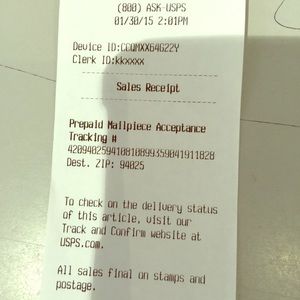 (800) ASK-USPS
01/30/15 2:01PM
Device ID:CCQMXX64G22Y
Clerk ID:kkxxxx
Sales Receipt
Prepaid Mailpiece Acceptance
Tracking #
420940259410810899359041911828
Dest. ZIP: 94025
To check on the delivery status
of this article, visit our
Track and Confirm website at
USPS.com.
All sales final on stamps and
postage.